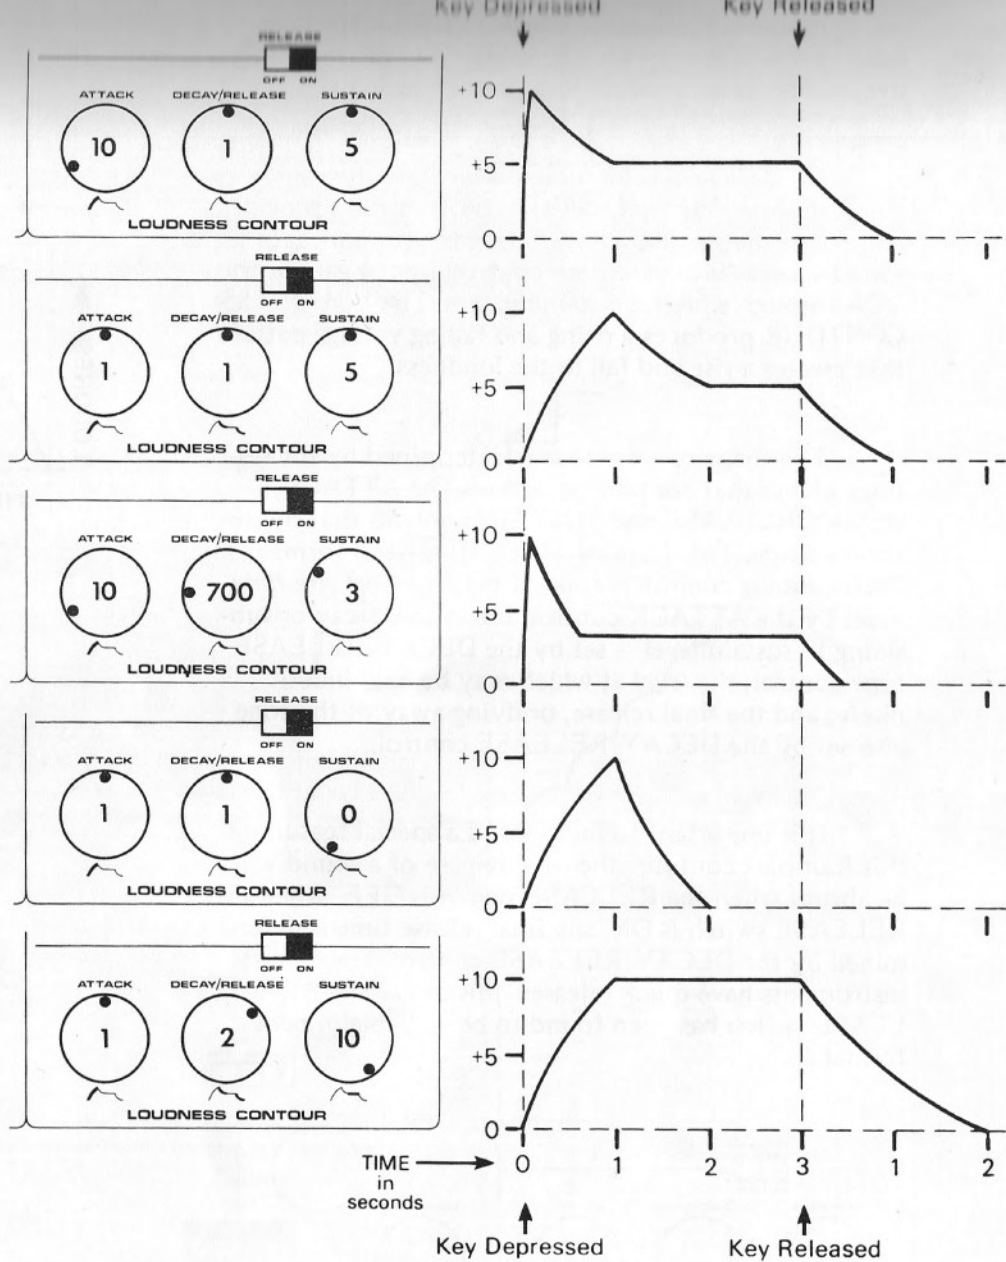 Key Depressed Key Released
RELEASE
OFF ON
ATTACK DECAY/RELEASE SUSTAIN
10 1 5
LOUDNESS CONTOUR
+10
+5
0
RELEASE
OFF ON
ATTACK DECAY/RELEASE SUSTAIN
1 1 5
LOUDNESS CONTOUR
+10
+5
0
RELEASE
OFF ON
ATTACK DECAY/RELEASE SUSTAIN
10 700 3
LOUDNESS CONTOUR
+10
+5
0
RELEASE
OFF ON
ATTACK DECAY/RELEASE SUSTAIN
1 1 0
LOUDNESS CONTOUR
+10
+5
0
RELEASE
OFF ON
ATTACK DECAY/RELEASE SUSTAIN
1 2 10
LOUDNESS CONTOUR
+10
+5
0
TIME
in
seconds
0 1 2 3 1 2
Key Depressed Key Released